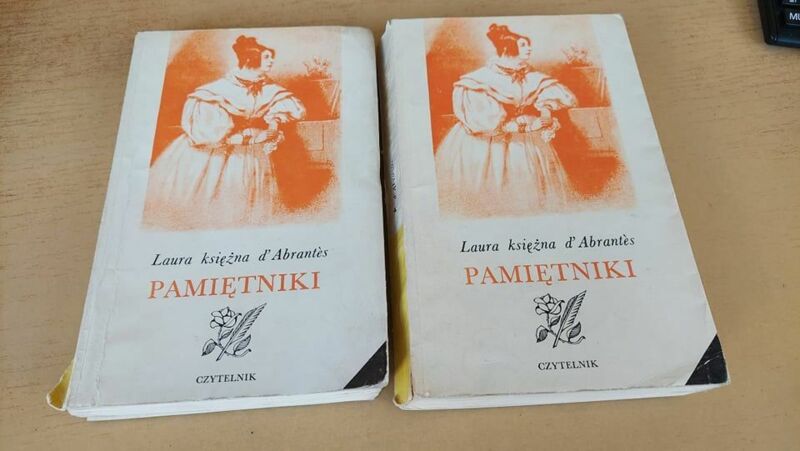 Laura księżna d'Abrantès
PAMIĘTNIKI
CZYTELNIK
Laura księżna d'Abrantès
PAMIĘTNIKI
CZYTELNIK